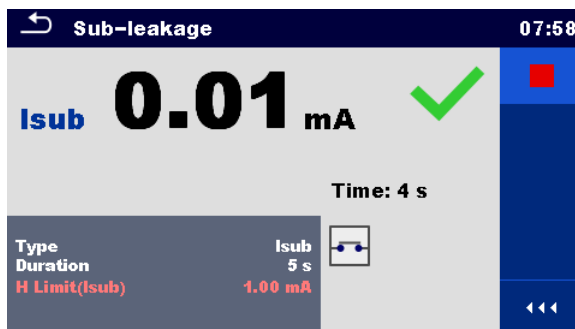 Sub-leakage 07:58
Isub 0.01 mA
Time: 4 s
Type Isub
Duration 5 s
H Limit(Isub) 1.00 mA